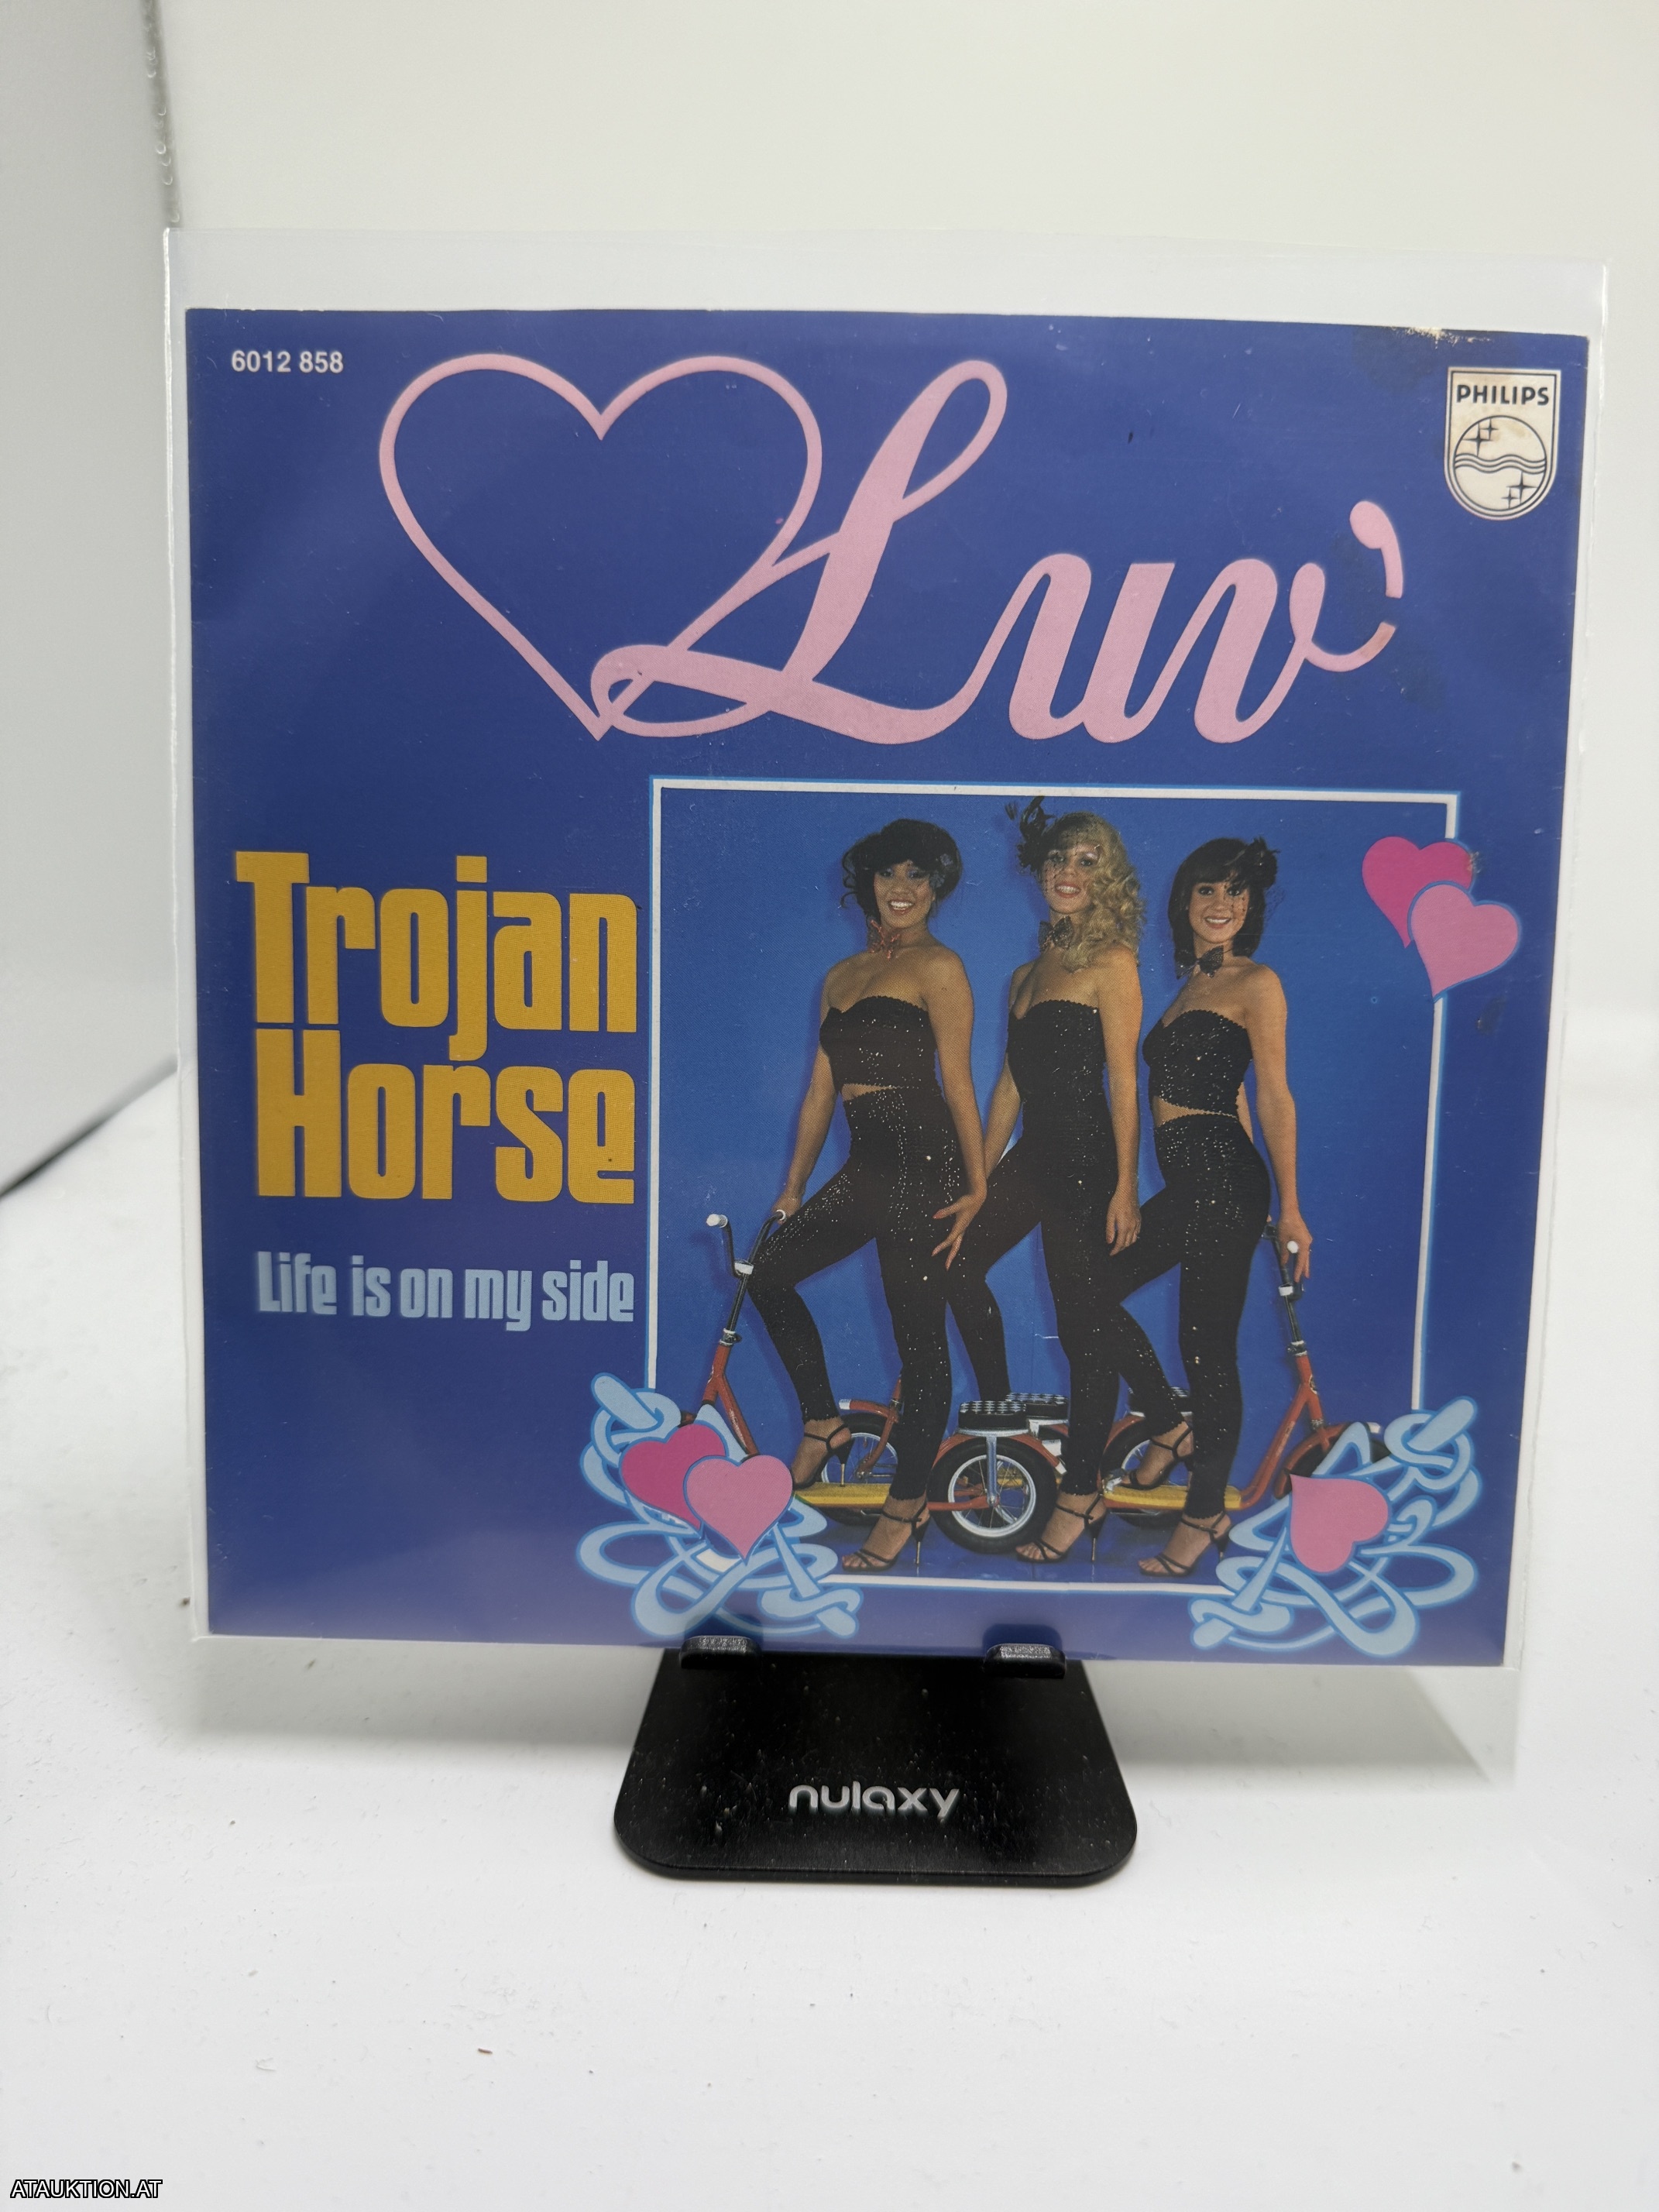 6012 858
PHILIPS
Luv'
Trojan
Horse
Life is on my side
nulaxy
ATAUKTION.AT